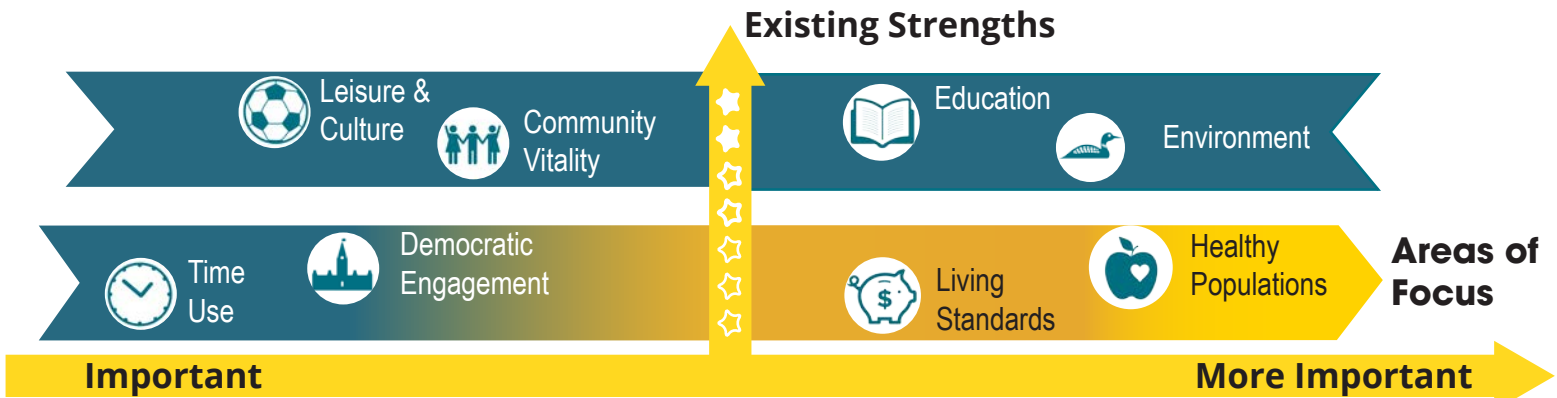 Existing Strengths
Leisure &
Culture
Community
Vitality
Education
Environment
Time
Use
Democratic
Engagement
$
Living
Standards
Healthy
Populations
Areas of
Focus
Important
More Important